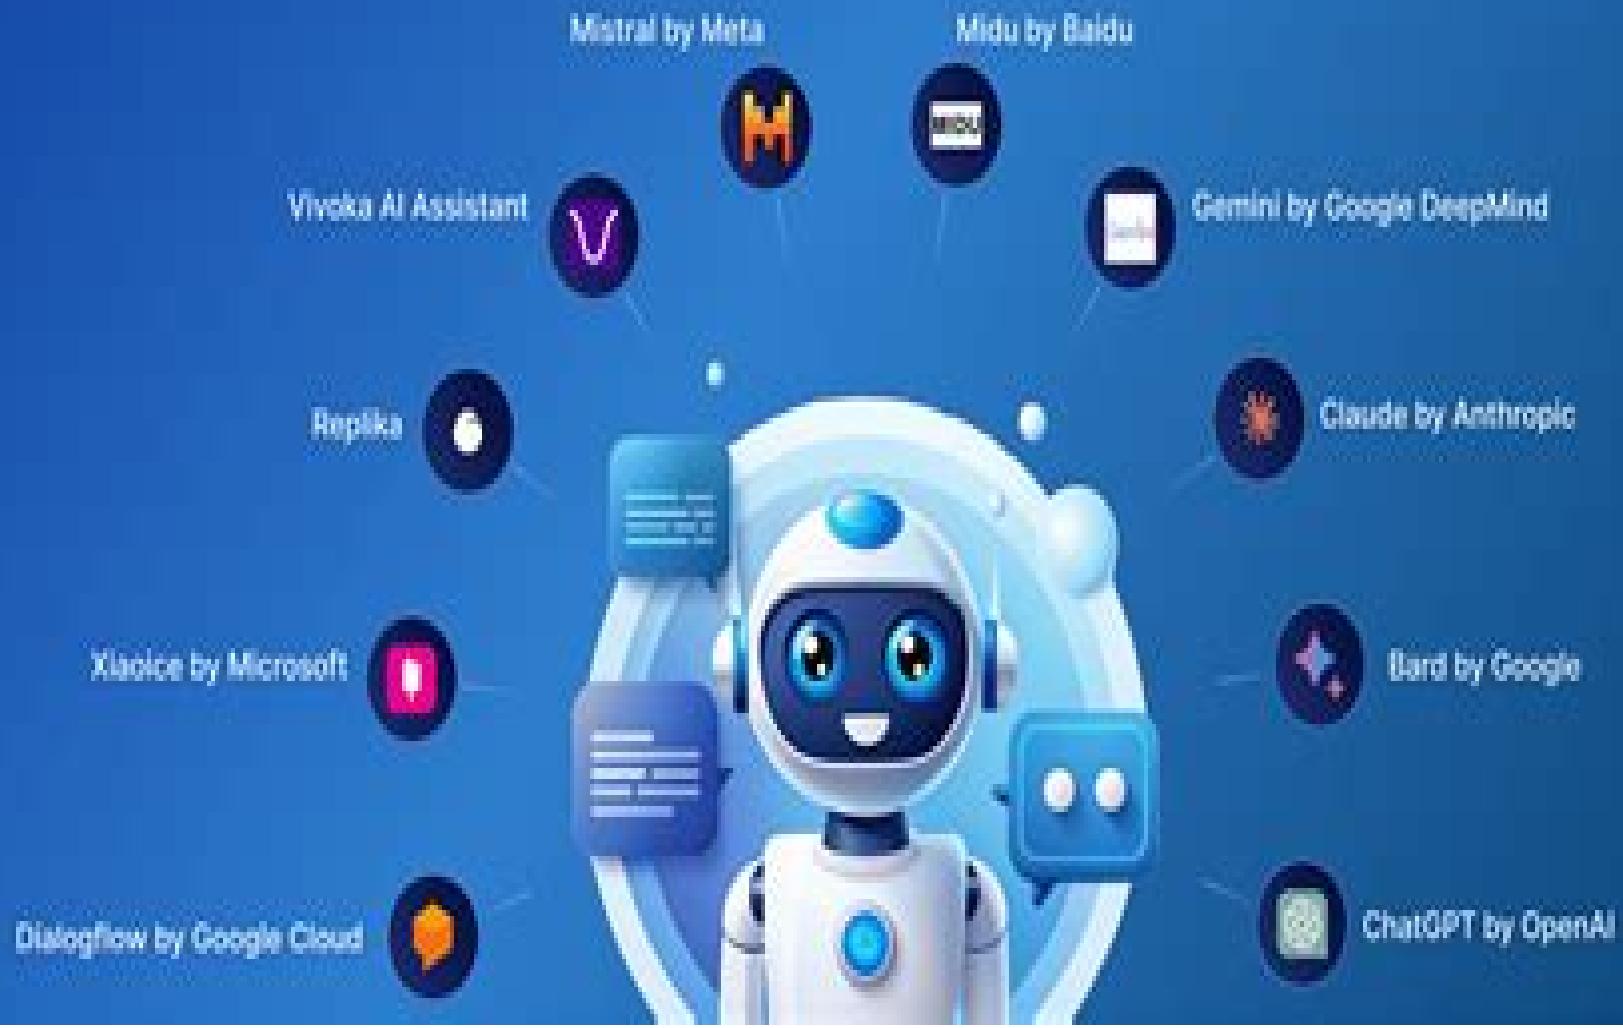 Mistral by Meta
Midu by Baidu
MIDU
Vivoka AI Assistant
Gemini by Google DeepMind
Replika
Claude by Anthropic
Xiaoice by Microsoft
Bard by Google
Dialogflow by Google Cloud
ChatGPT by OpenAI